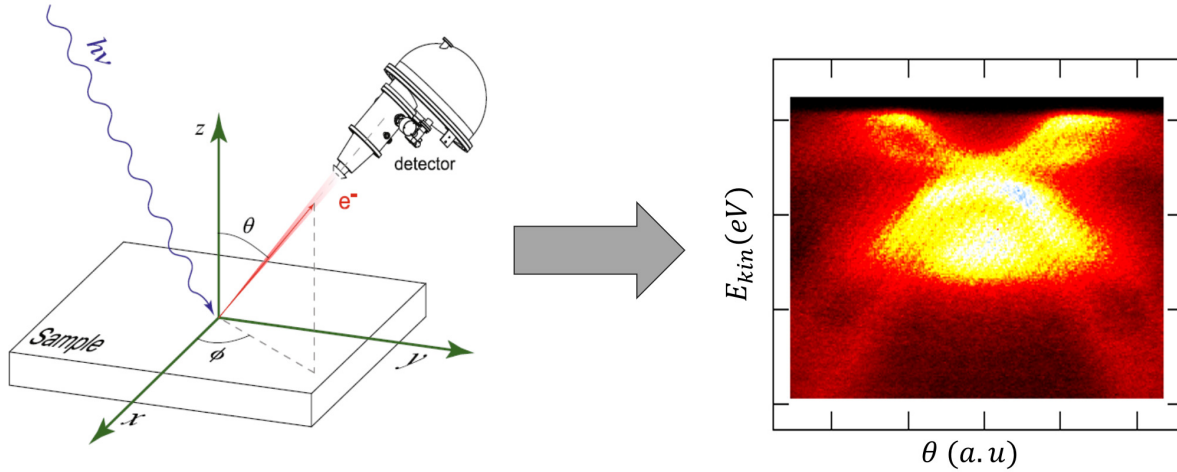 hν
z
detector
e⁻
θ
Sample
ϕ
y
x
E_kin(eV)
θ (a.u)